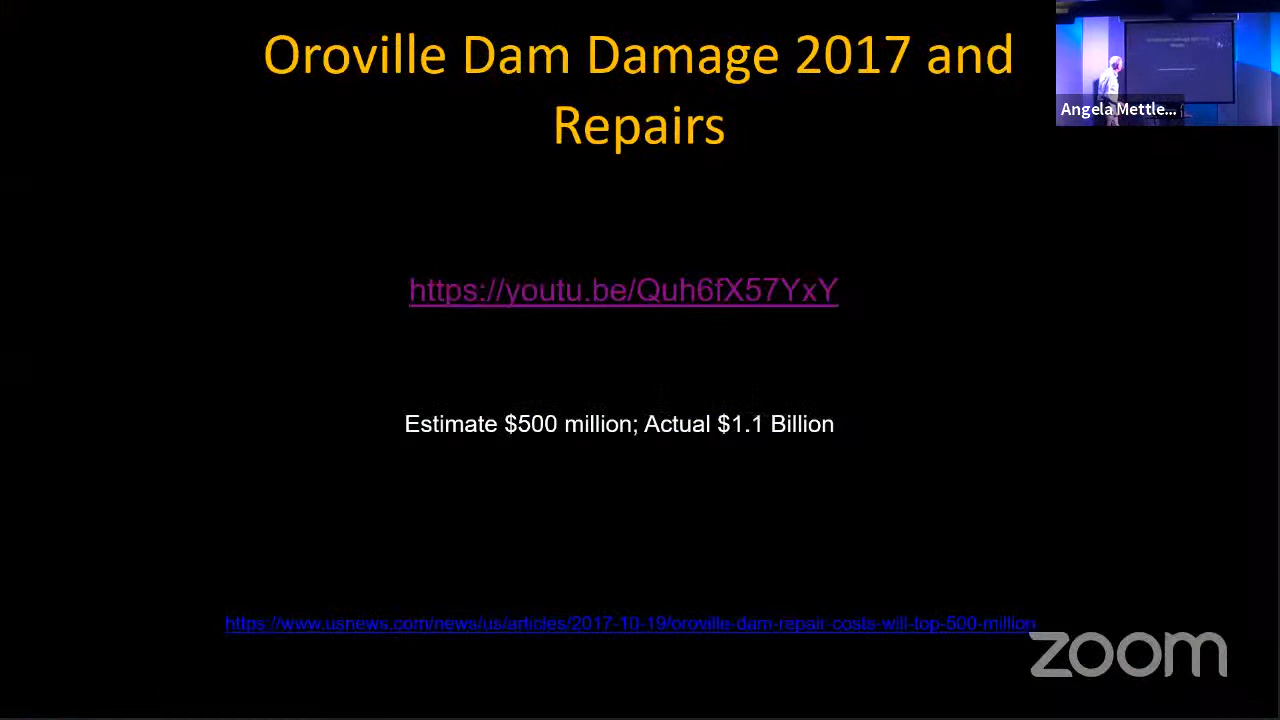 Oroville Dam Damage 2017 and
Repairs
Angela Mettle...
https://youtu.be/Quh6fX57YxY
Estimate $500 million; Actual $1.1 Billion
https://www.usnews.com/news/us/articles/2017-10-19/oroville-dam-repair-costs-will-top-500-million
zoom